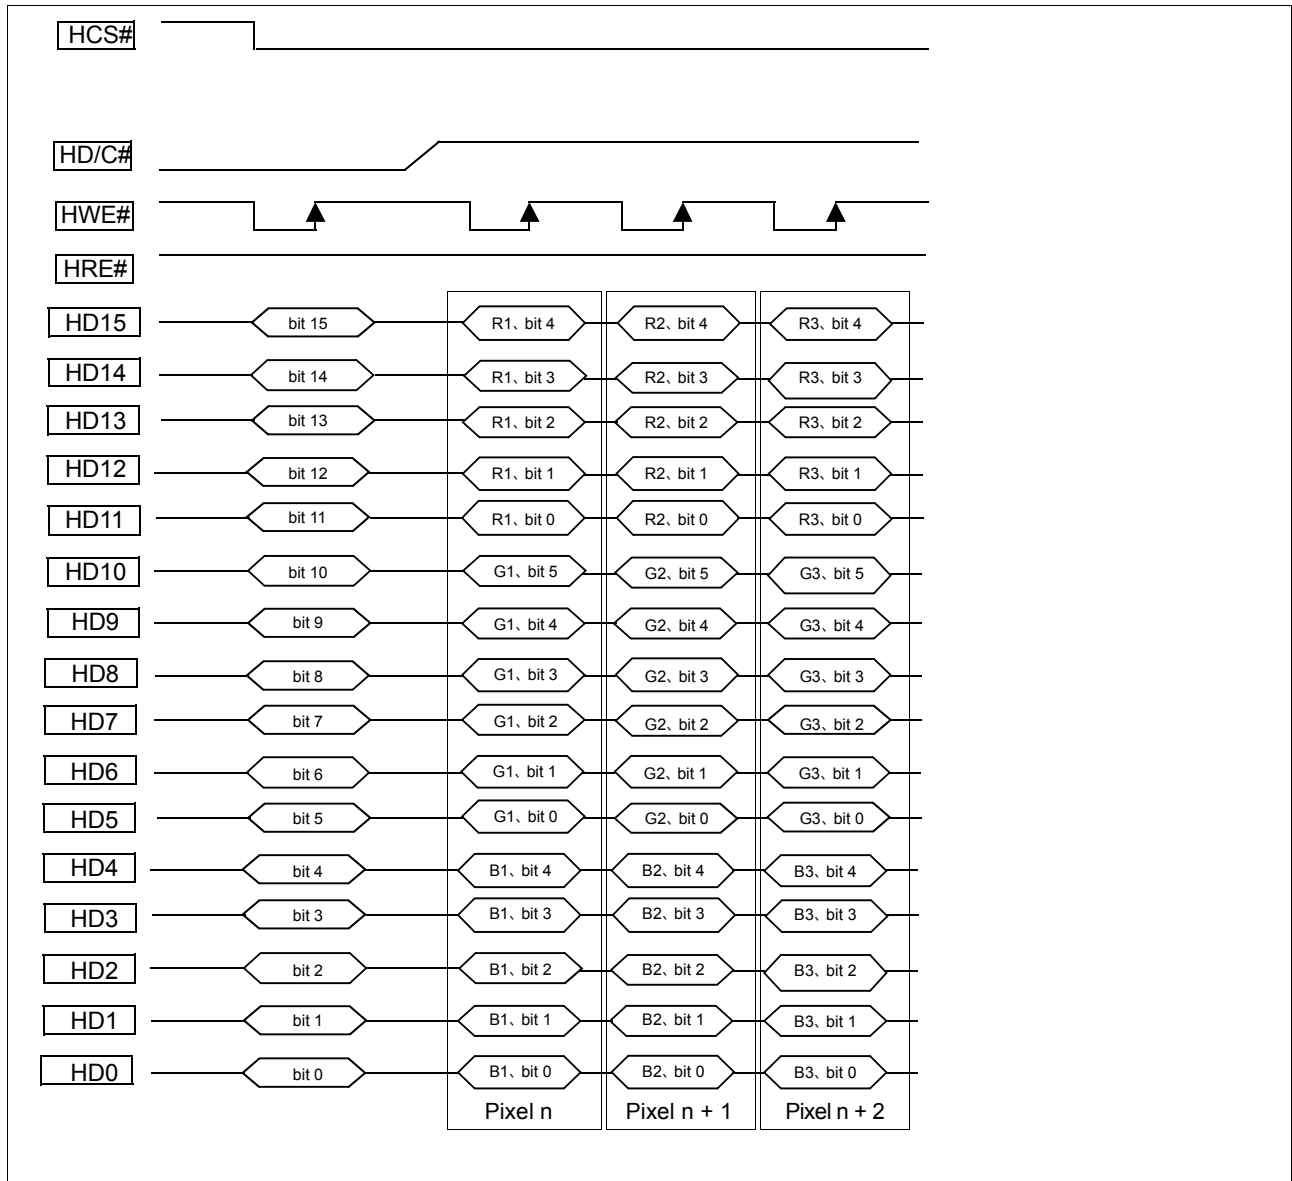 HCS#
HD/C#
HWE#
HRE#
HD15 bit 15 R1、bit 4 R2、bit 4 R3、bit 4
HD14 bit 14 R1、bit 3 R2、bit 3 R3、bit 3
HD13 bit 13 R1、bit 2 R2、bit 2 R3、bit 2
HD12 bit 12 R1、bit 1 R2、bit 1 R3、bit 1
HD11 bit 11 R1、bit 0 R2、bit 0 R3、bit 0
HD10 bit 10 G1、bit 5 G2、bit 5 G3、bit 5
HD9 bit 9 G1、bit 4 G2、bit 4 G3、bit 4
HD8 bit 8 G1、bit 3 G2、bit 3 G3、bit 3
HD7 bit 7 G1、bit 2 G2、bit 2 G3、bit 2
HD6 bit 6 G1、bit 1 G2、bit 1 G3、bit 1
HD5 bit 5 G1、bit 0 G2、bit 0 G3、bit 0
HD4 bit 4 B1、bit 4 B2、bit 4 B3、bit 4
HD3 bit 3 B1、bit 3 B2、bit 3 B3、bit 3
HD2 bit 2 B1、bit 2 B2、bit 2 B3、bit 2
HD1 bit 1 B1、bit 1 B2、bit 1 B3、bit 1
HD0 bit 0 B1、bit 0 B2、bit 0 B3、bit 0
Pixel n Pixel n + 1 Pixel n + 2